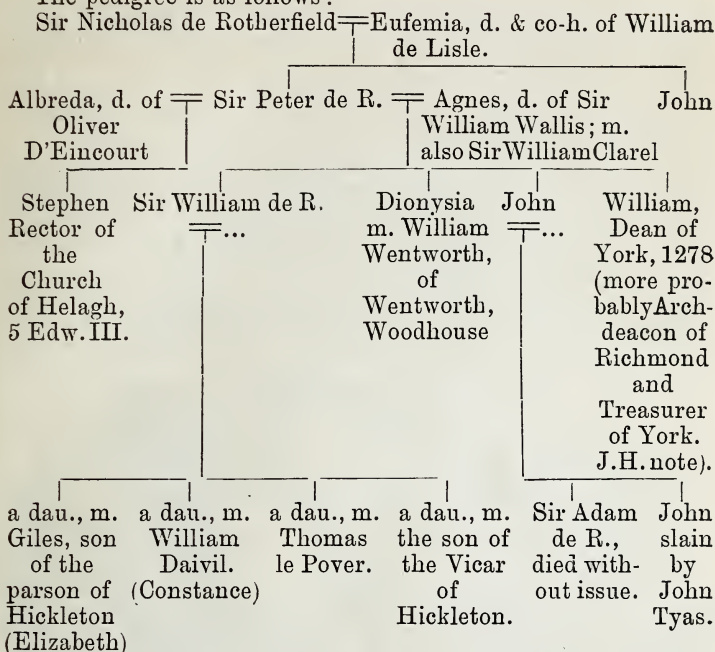 The pedigree is as follows:
Sir Nicholas de Rotherfield=Eufemia, d. & co-h. of William
de Lisle.
Albreda, d. of
Oliver
D'Eincourt
= Sir Peter de R. =
Agnes, d. of Sir
William Wallis; m.
also Sir William Clarel
John
Stephen
Rector of
the
Church
of Helagh,
5 Edw. III.
Sir William de R.
=...
Dionysia
m. William
Wentworth,
of
Wentworth,
Woodhouse
John
=...
William,
Dean of
York, 1278
(more pro-
bably Arch-
deacon of
Richmond
and
Treasurer
of York.
J.H. note).
a dau., m.
Giles, son
of the
parson of
Hickleton
(Elizabeth)
a dau., m.
William
Daivil.
(Constance)
a dau., m.
Thomas
le Pover.
a dau., m.
the son of
the Vicar
of
Hickleton.
Sir Adam
de R.,
died with-
out issue.
John
slain
by
John
Tyas.